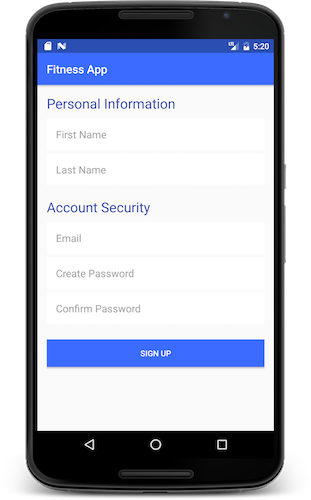 5:20
Fitness App
Personal Information
First Name
Last Name
Account Security
Email
Create Password
Confirm Password
SIGN UP